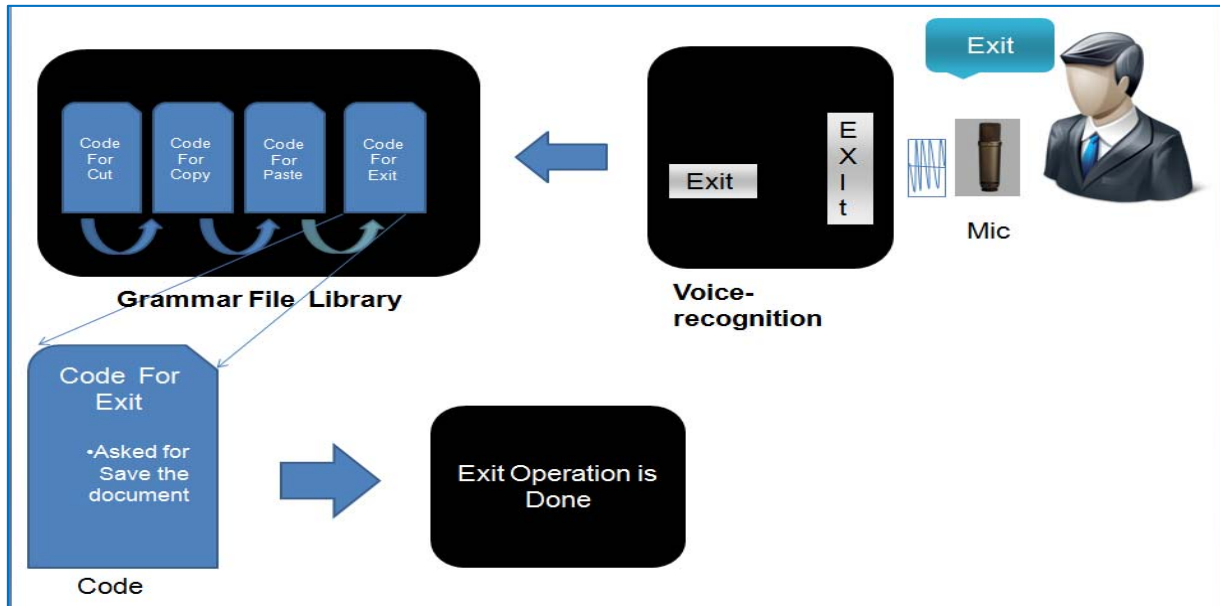 Exit
Code
For
Cut
Code
For
Copy
Code
For
Paste
Code
For
Exit
Exit
E
X
I
t
Mic
Grammar File Library
Voice-
recognition
Code For
Exit
•Asked for
Save the
document
Exit Operation is
Done
Code